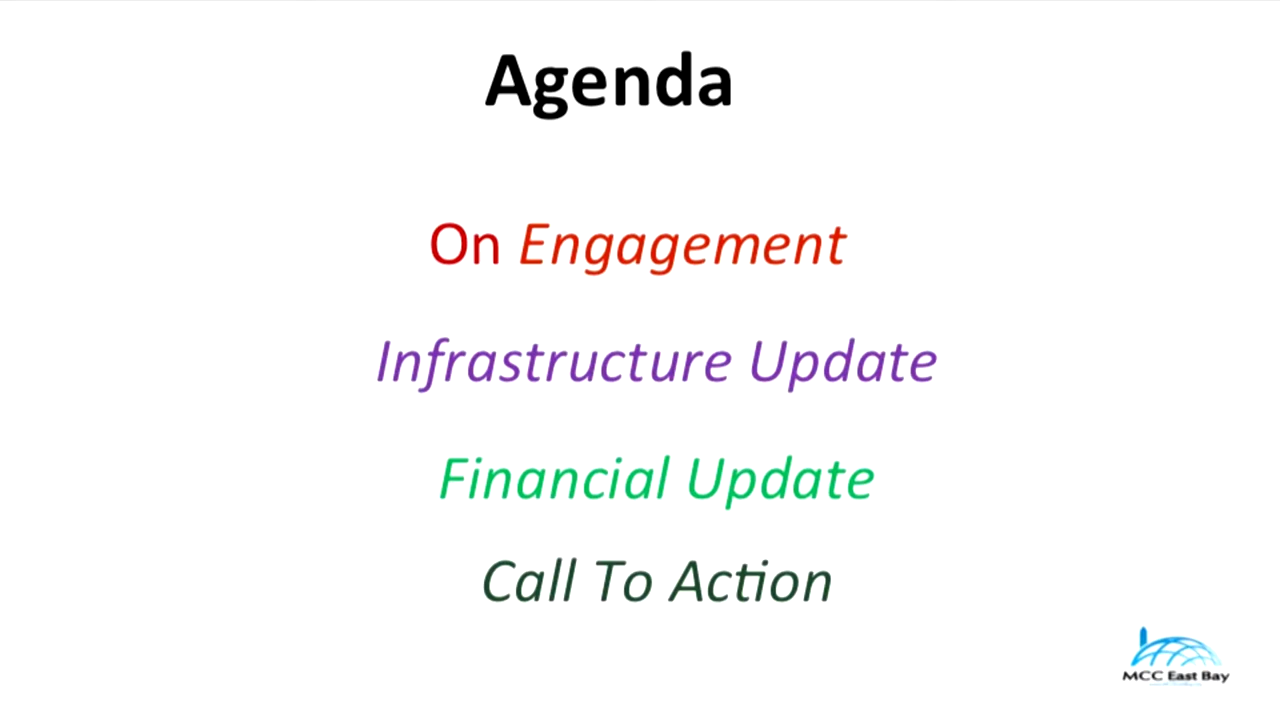 Agenda
On Engagement
Infrastructure Update
Financial Update
Call To Action
MCC East Bay